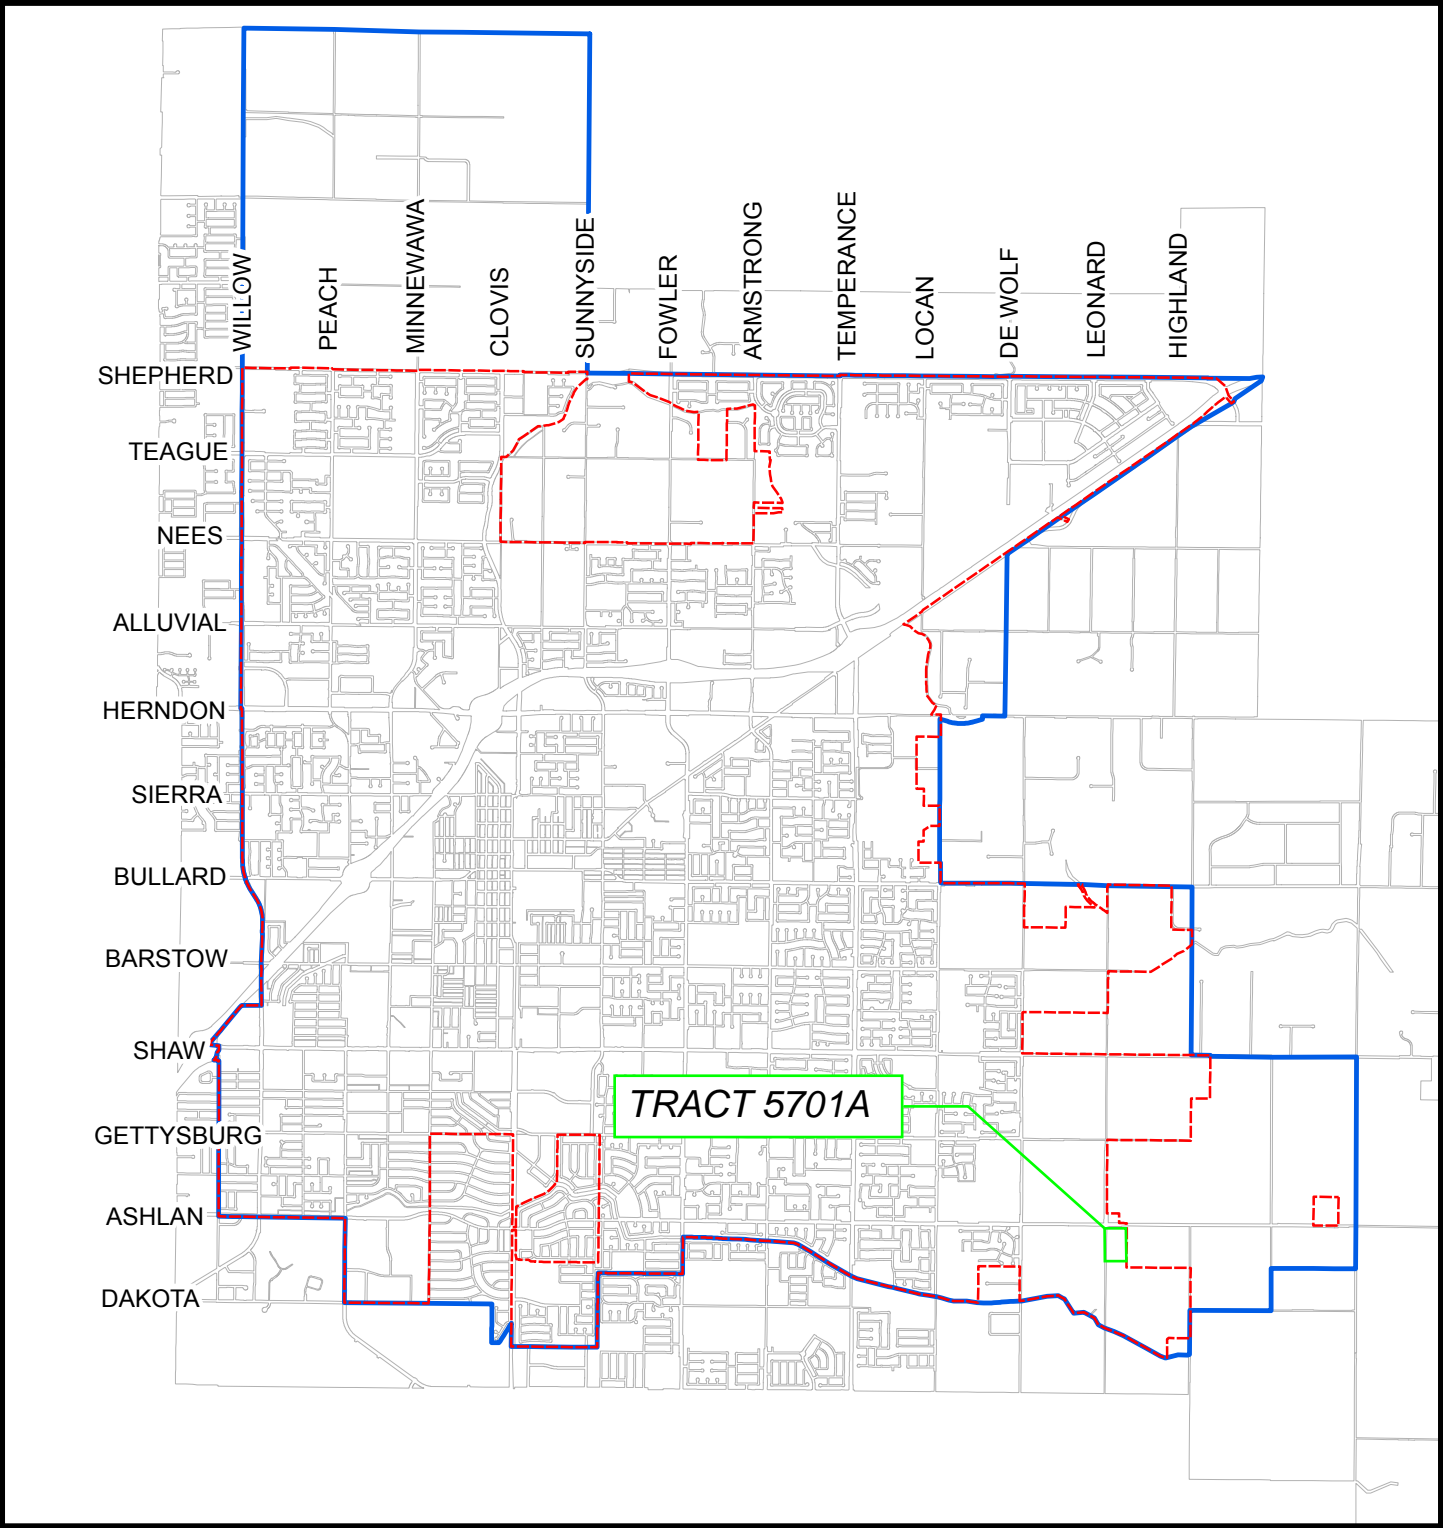 WILLOW
PEACH
MINNEWAWA
CLOVIS
SUNNYSIDE
FOWLER
ARMSTRONG
TEMPERANCE
LOCAN
DE WOLF
LEONARD
HIGHLAND
SHEPHERD
TEAGUE
NEES
ALLUVIAL
HERNDON
SIERRA
BULLARD
BARSTOW
SHAW
TRACT 5701A
GETTYSBURG
ASHLAN
DAKOTA